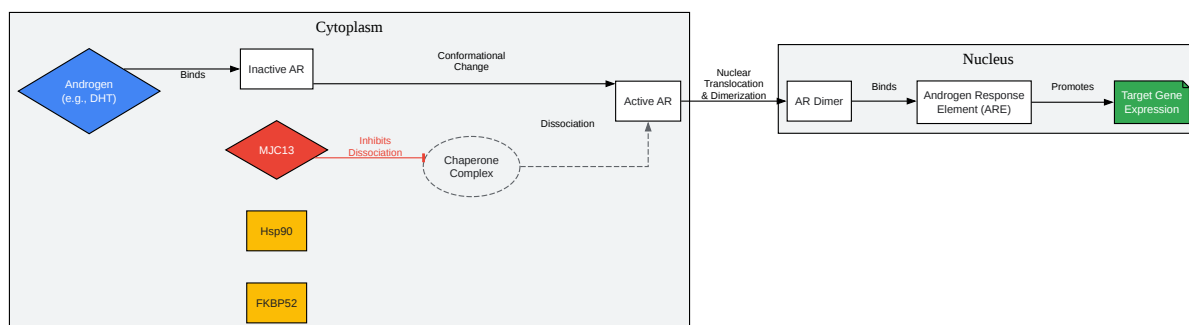 Cytoplasm
Androgen
(e.g., DHT)
Binds
Inactive AR
Conformational
Change
Active AR
MJC13
Inhibits
Dissociation
Chaperone
Complex
Dissociation
Hsp90
FKBP52
Nuclear
Translocation
& Dimerization
Nucleus
AR Dimer
Binds
Androgen Response
Element (ARE)
Promotes
Target Gene
Expression